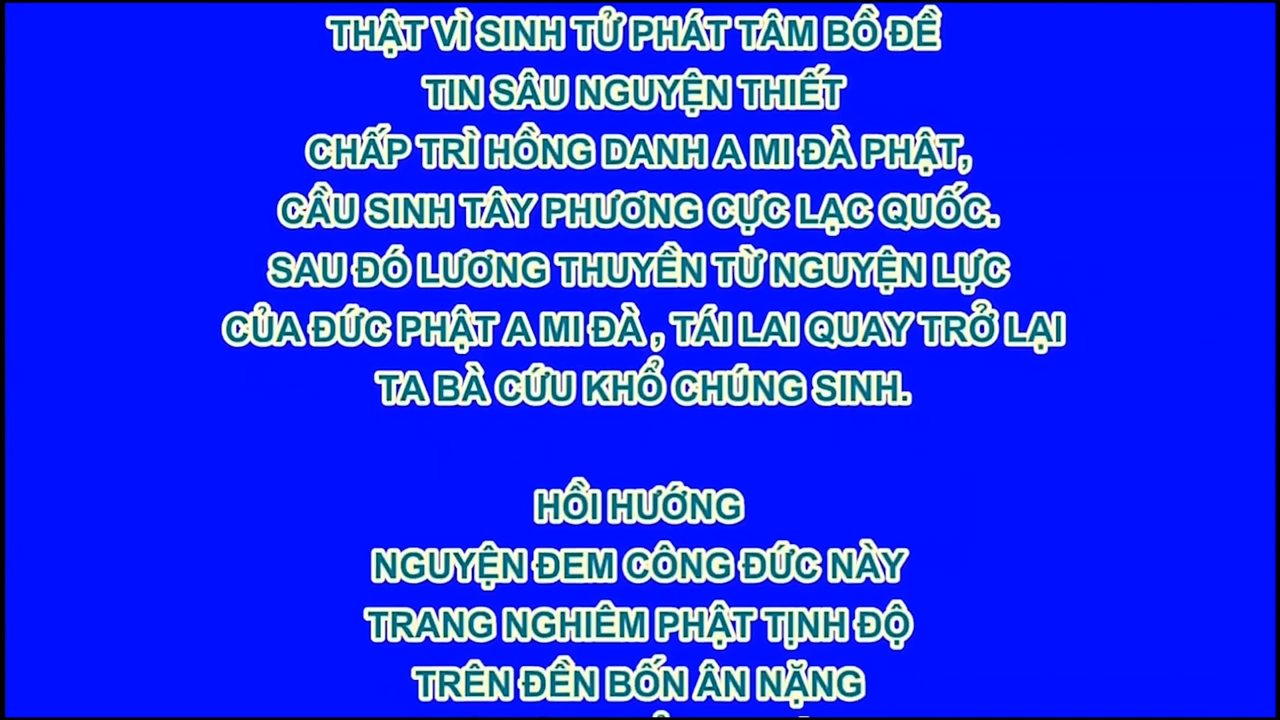 THẬT VÌ SINH TỬ PHÁT TÂM BỒ ĐỀ
TIN SÂU NGUYỆN THIẾT
CHẤP TRÌ HỒNG DANH A MI ĐÀ PHẬT,
CẦU SINH TÂY PHƯƠNG CỰC LẠC QUỐC.
SAU ĐÓ LƯƠNG THUYỀN TỪ NGUYỆN LỰC
CỦA ĐỨC PHẬT A MI ĐÀ , TÁI LAI QUAY TRỞ LẠI
TA BÀ CỨU KHỔ CHÚNG SINH.
HỒI HƯỚNG
NGUYỆN ĐEM CÔNG ĐỨC NÀY
TRANG NGHIÊM PHẬT TỊNH ĐỘ
TRÊN ĐỀN BỐN ÂN NẶNG